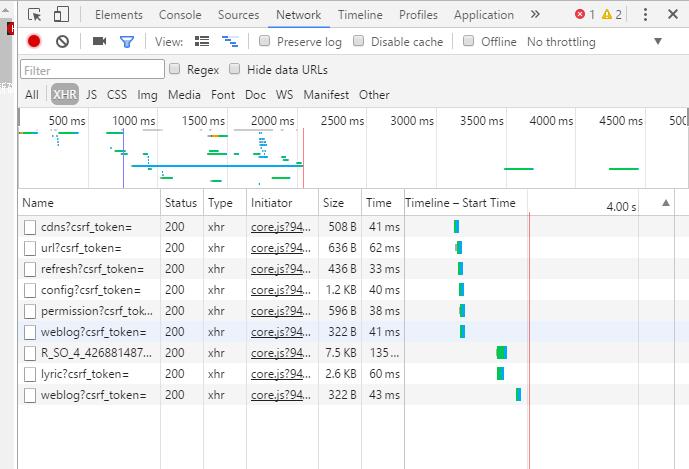 Elements Console Sources Network Timeline Profiles Application » 1 2
View: Preserve log Disable cache Offline No throttling
Filter Regex Hide data URLs
All XHR JS CSS Img Media Font Doc WS Manifest Other
500 ms 1000 ms 1500 ms 2000 ms 2500 ms 3000 ms 3500 ms 4000 ms 4500 ms 500
Name Status Type Initiator Size Time Timeline – Start Time 4.00 s
cdns?csrf_token= 200 xhr core.js?94... 508 B 41 ms
url?csrf_token= 200 xhr core.js?94... 636 B 62 ms
refresh?csrf_token= 200 xhr core.js?94... 436 B 33 ms
config?csrf_token= 200 xhr core.js?94... 1.2 KB 40 ms
permission?csrf_tok... 200 xhr core.js?94... 596 B 38 ms
weblog?csrf_token= 200 xhr core.js?94... 322 B 41 ms
R_SO_4_426881487... 200 xhr core.js?94... 7.5 KB 135...
lyric?csrf_token= 200 xhr core.js?94... 2.6 KB 60 ms
weblog?csrf_token= 200 xhr core.js?94... 322 B 43 ms